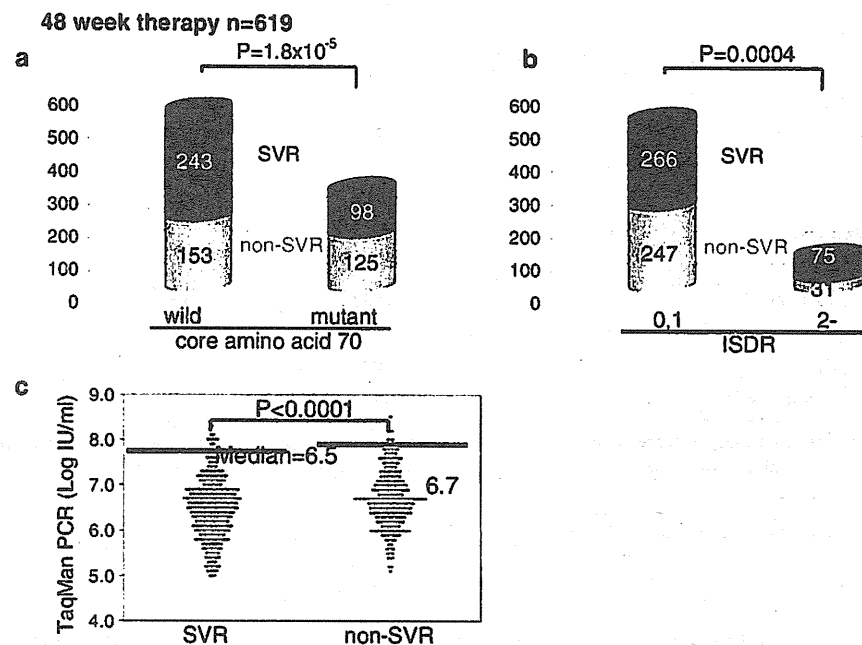 48 week therapy n=619
a
P=1.8x10-5
600
500
400
300
200
100
0
243
SVR
153
non-SVR
98
125
wild
mutant
core amino acid 70
b
P=0.0004
600
500
400
300
200
100
0
266
SVR
247
non-SVR
75
31
0,1
2-
ISDR
c
TaqMan PCR (Log IU/ml)
9.0
8.0
7.0
6.0
5.0
4.0
P<0.0001
Median=6.5
6.7
SVR
non-SVR